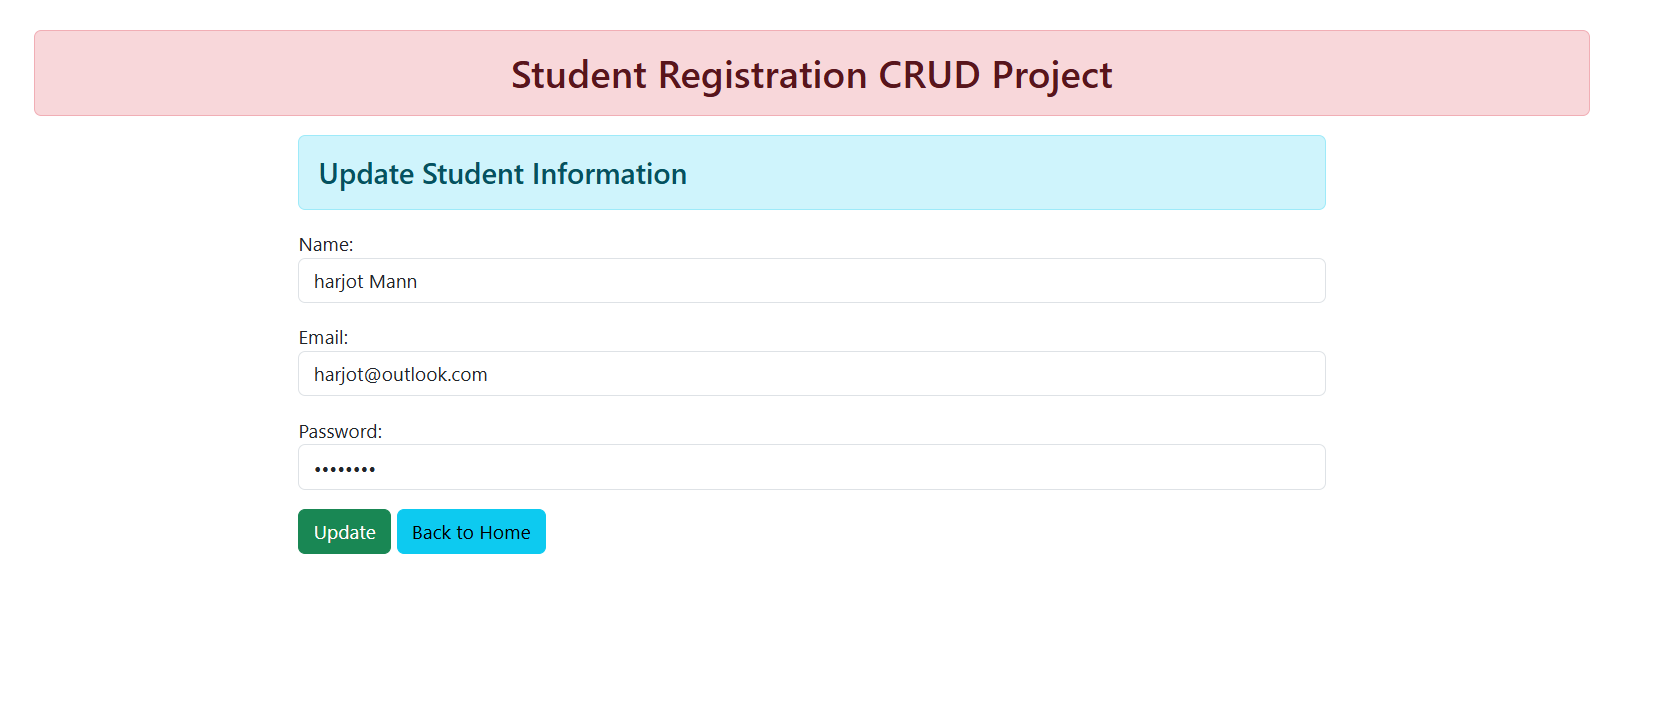 Student Registration CRUD Project
Update Student Information
Name:
harjot Mann
Email:
harjot@outlook.com
Password:
••••••••
Update Back to Home